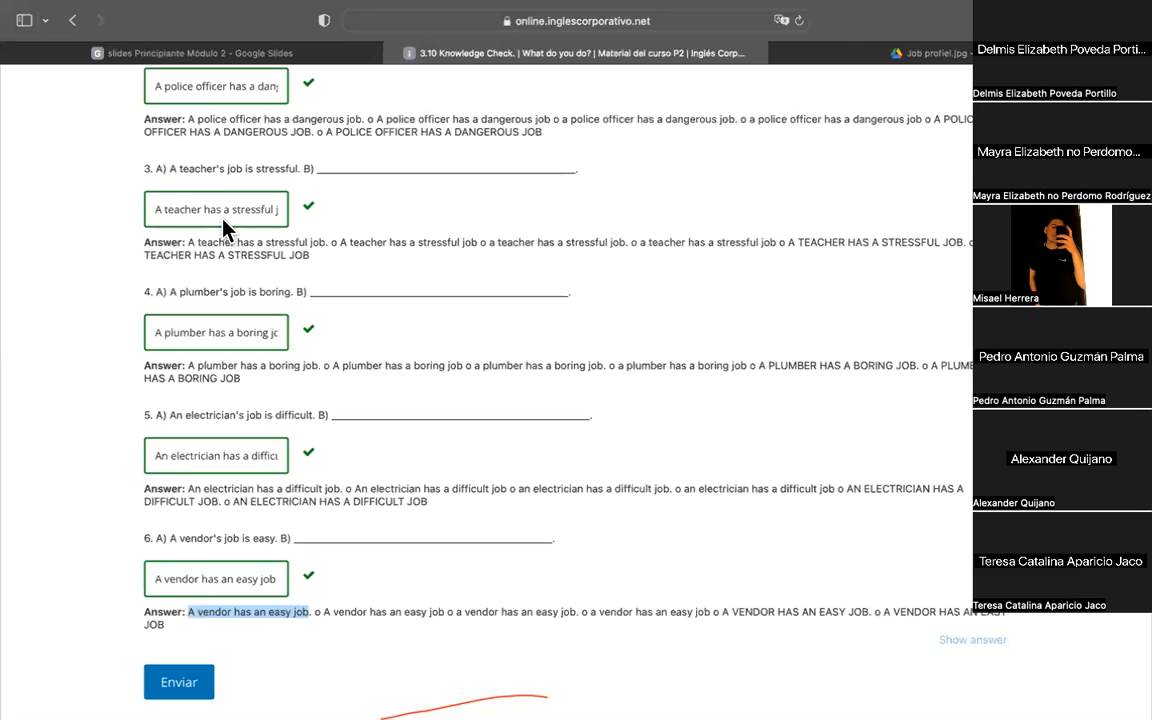 online.inglescorporativo.net
slides Principiante Módulo 2 - Google Slides
3.10 Knowledge Check. | What do you do? | Material del curso P2 | Inglés Corp...
Job profiel.jpg -
A police officer has a dang
Answer: A police officer has a dangerous job. o A police officer has a dangerous job o a police officer has a dangerous job. o a police officer has a dangerous job o A POLIC
OFFICER HAS A DANGEROUS JOB. o A POLICE OFFICER HAS A DANGEROUS JOB
3. A) A teacher's job is stressful. B) ______________________________________.
A teacher has a stressful j
Answer: A teacher has a stressful job. o A teacher has a stressful job o a teacher has a stressful job. o a teacher has a stressful job o A TEACHER HAS A STRESSFUL JOB. o
TEACHER HAS A STRESSFUL JOB
4. A) A plumber's job is boring. B) ______________________________________.
A plumber has a boring jo
Answer: A plumber has a boring job. o A plumber has a boring job o a plumber has a boring job. o a plumber has a boring job o A PLUMBER HAS A BORING JOB. o A PLUME
HAS A BORING JOB
5. A) An electrician's job is difficult. B) ______________________________________.
An electrician has a difficu
Answer: An electrician has a difficult job. o An electrician has a difficult job o an electrician has a difficult job. o an electrician has a difficult job o AN ELECTRICIAN HAS A
DIFFICULT JOB. o AN ELECTRICIAN HAS A DIFFICULT JOB
6. A) A vendor's job is easy. B) ______________________________________.
A vendor has an easy job
Answer: A vendor has an easy job. o A vendor has an easy job o a vendor has an easy job. o a vendor has an easy job o A VENDOR HAS AN EASY JOB. o A VENDOR HAS AN EASY
JOB
Show answer
Enviar
Delmis Elizabeth Poveda Porti...
Delmis Elizabeth Poveda Portillo
Mayra Elizabeth no Perdomo...
Mayra Elizabeth no Perdomo Rodríguez
Misael Herrera
Pedro Antonio Guzmán Palma
Pedro Antonio Guzmán Palma
Alexander Quijano
Alexander Quijano
Teresa Catalina Aparicio Jaco
Teresa Catalina Aparicio Jaco